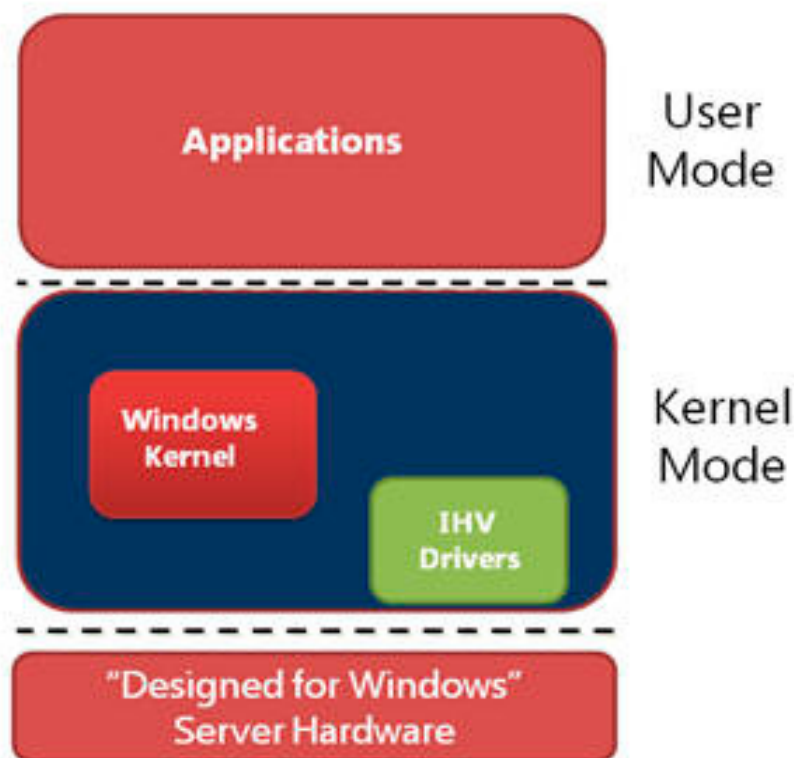 Applications
User
Mode
Windows
Kernel
IHV
Drivers
Kernel
Mode
"Designed for Windows"
Server Hardware